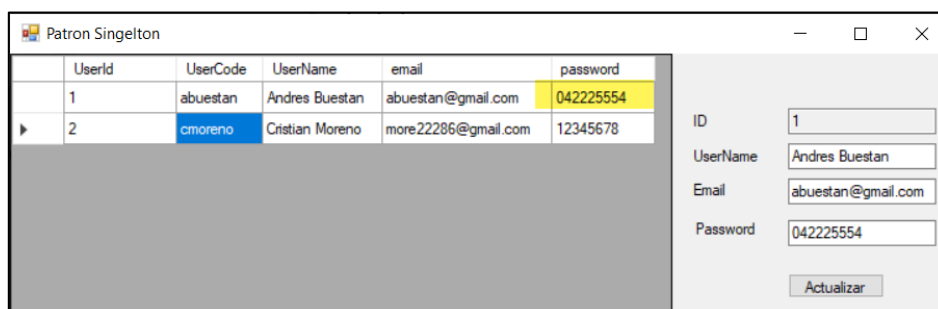 Patron Singelton
UserId UserCode UserName email password
1 abuestan Andres Buestan abuestan@gmail.com 042225554
2 cmoreno Cristian Moreno more22286@gmail.com 12345678
ID 1
UserName Andres Buestan
Email abuestan@gmail.com
Password 042225554
Actualizar